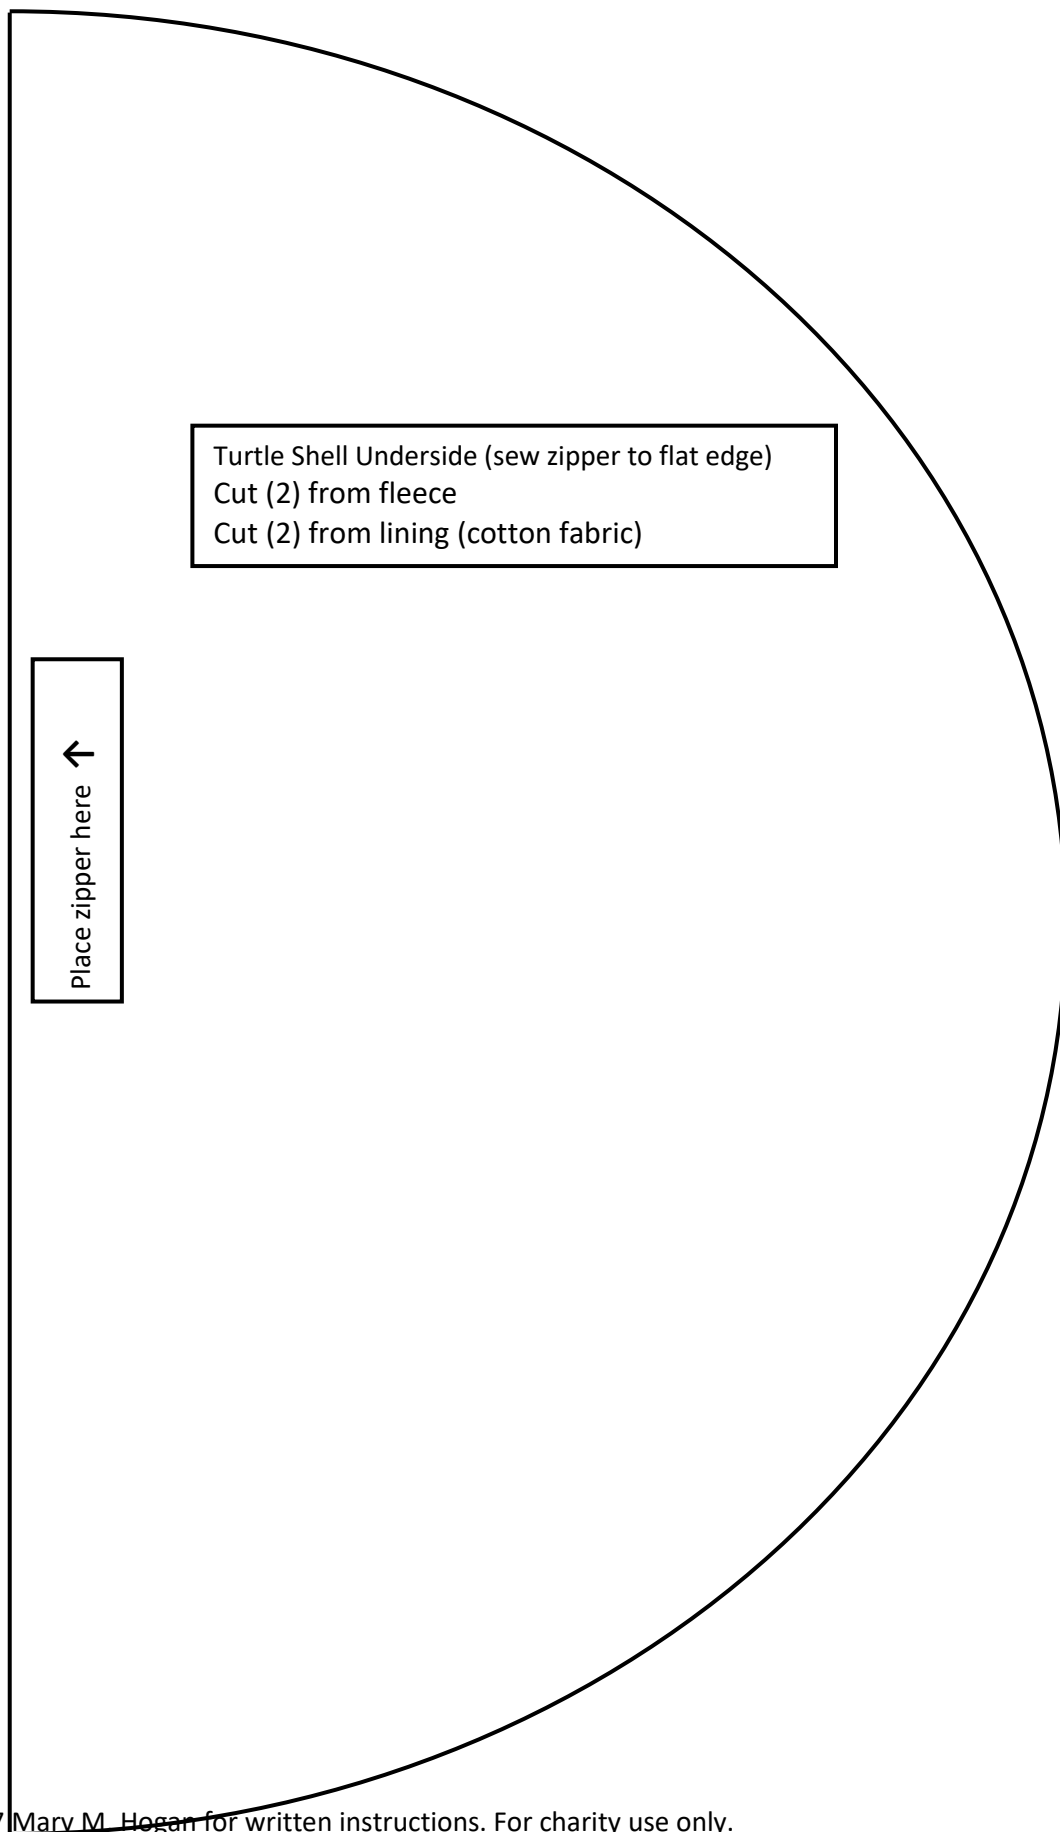 Turtle Shell Underside (sew zipper to flat edge)
Cut (2) from fleece
Cut (2) from lining (cotton fabric)
Place zipper here ↑
Mary M. Hogan for written instructions. For charity use only.